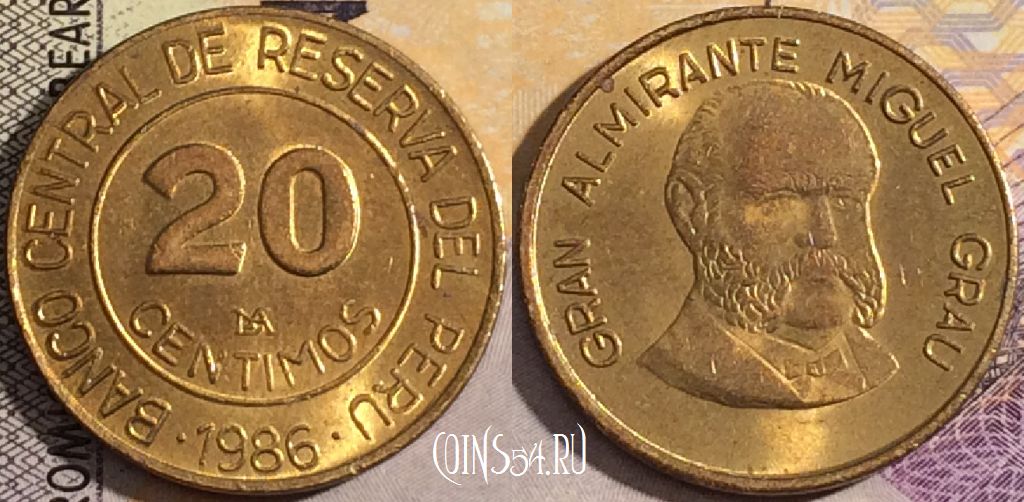 BANCO CENTRAL DE RESERVA DEL PERU
20
CENTIMOS
· 1986 ·
GRAN ALMIRANTE MIGUEL GRAU
COINS54.RU